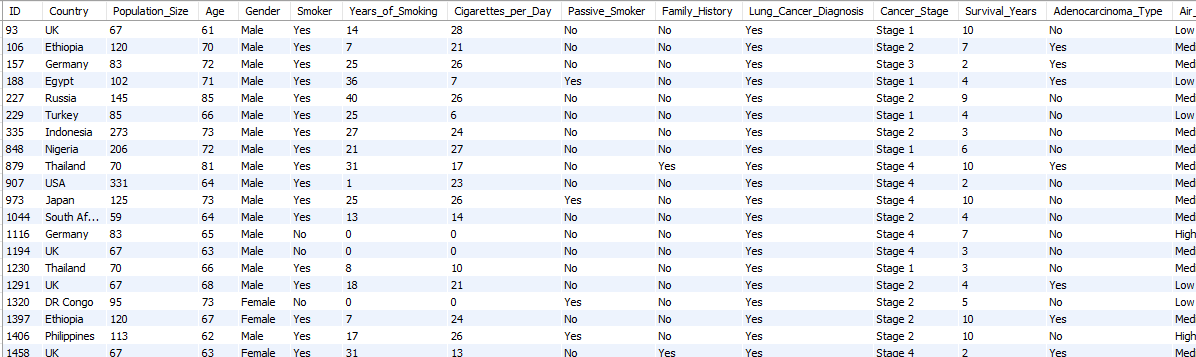 ID Country Population_Size Age Gender Smoker Years_of_Smoking Cigarettes_per_Day Passive_Smoker Family_History Lung_Cancer_Diagnosis Cancer_Stage Survival_Years Adenocarcinoma_Type Air_
93 UK 67 61 Male Yes 14 28 No No Yes Stage 1 10 No Low
106 Ethiopia 120 70 Male Yes 7 21 No No Yes Stage 2 7 Yes Med
157 Germany 83 72 Male Yes 25 26 No No Yes Stage 3 2 Yes Med
188 Egypt 102 71 Male Yes 36 7 Yes No Yes Stage 1 4 Yes Low
227 Russia 145 85 Male Yes 40 26 No No Yes Stage 2 9 No Med
229 Turkey 85 66 Male Yes 25 6 No No Yes Stage 1 4 No Low
335 Indonesia 273 73 Male Yes 27 24 No No Yes Stage 2 3 No Med
848 Nigeria 206 72 Male Yes 21 27 No No Yes Stage 1 6 No Med
879 Thailand 70 81 Male Yes 31 17 No Yes Yes Stage 4 10 Yes Med
907 USA 331 64 Male Yes 1 23 No No Yes Stage 4 2 No Med
973 Japan 125 73 Male Yes 25 26 Yes No Yes Stage 4 10 No Med
1044 South Af... 59 64 Male Yes 13 14 No No Yes Stage 2 4 No Med
1116 Germany 83 65 Male No 0 0 No No Yes Stage 4 7 No High
1194 UK 67 63 Male No 0 0 No No Yes Stage 4 3 No Med
1230 Thailand 70 66 Male Yes 8 10 No No Yes Stage 1 3 No Med
1291 UK 67 68 Male Yes 18 21 No No Yes Stage 2 4 Yes Low
1320 DR Congo 95 73 Female No 0 0 Yes No Yes Stage 2 5 No Low
1397 Ethiopia 120 67 Female Yes 7 24 No No Yes Stage 2 10 Yes Med
1406 Philippines 113 62 Male Yes 17 26 Yes No Yes Stage 2 10 No High
1458 UK 67 63 Female Yes 31 13 No Yes Yes Stage 4 2 Yes Med